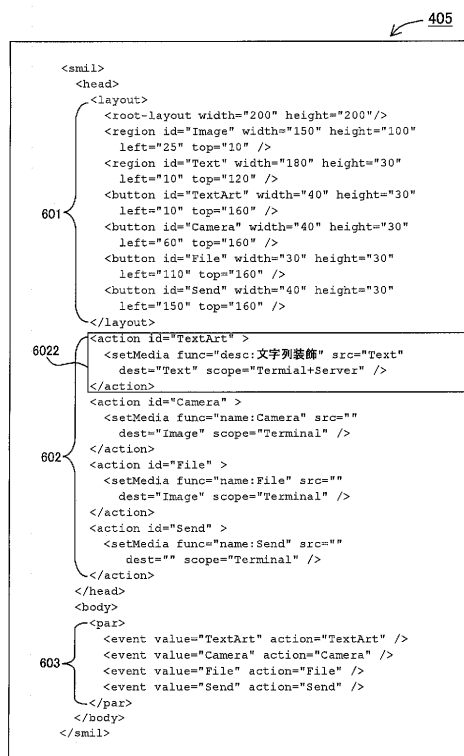 405
<smil>
<head>
<layout>
<root-layout width="200" height="200"/>
<region id="Image" width="150" height="100"
left="25" top="10" />
<region id="Text" width="180" height="30"
left="10" top="120" />
<button id="TextArt" width="40" height="30"
left="10" top="160" />
601
<button id="Camera" width="40" height="30"
left="60" top="160" />
<button id="File" width="30" height="30"
left="110" top="160" />
<button id="Send" width="40" height="30"
left="150" top="160" />
</layout>
<action id="TextArt" >
6022
<setMedia func="desc:文字列装飾" src="Text"
dest="Text" scope="Termial+Server" />
</action>
<action id="Camera" >
<setMedia func="name:Camera" src=""
dest="Image" scope="Terminal" />
</action>
602
<action id="File" >
<setMedia func="name:File" src=""
dest="Image" scope="Terminal" />
</action>
<action id="Send" >
<setMedia func="name:Send" src=""
dest="" scope="Terminal" />
</action>
</head>
<body>
<par>
<event value="TextArt" action="TextArt" />
<event value="Camera" action="Camera" />
603
<event value="File" action="File" />
<event value="Send" action="Send" />
</par>
</body>
</smil>